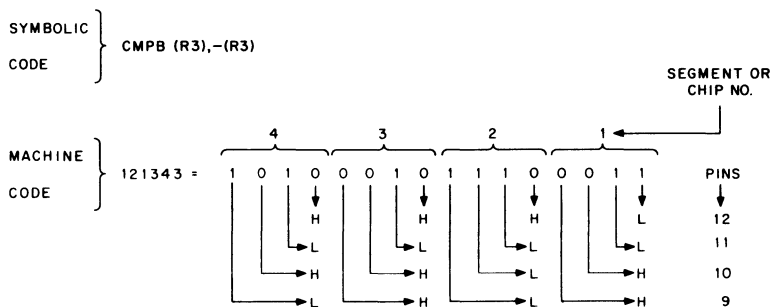 SYMBOLIC
CODE
CMPB (R3),-(R3)
SEGMENT OR
CHIP NO.
4 3 2 1
MACHINE
CODE
121343 = 1 0 1 0 0 0 1 0 1 1 1 0 0 0 1 1 PINS
H H H L 12
L L L L 11
H H L H 10
L H L H 9